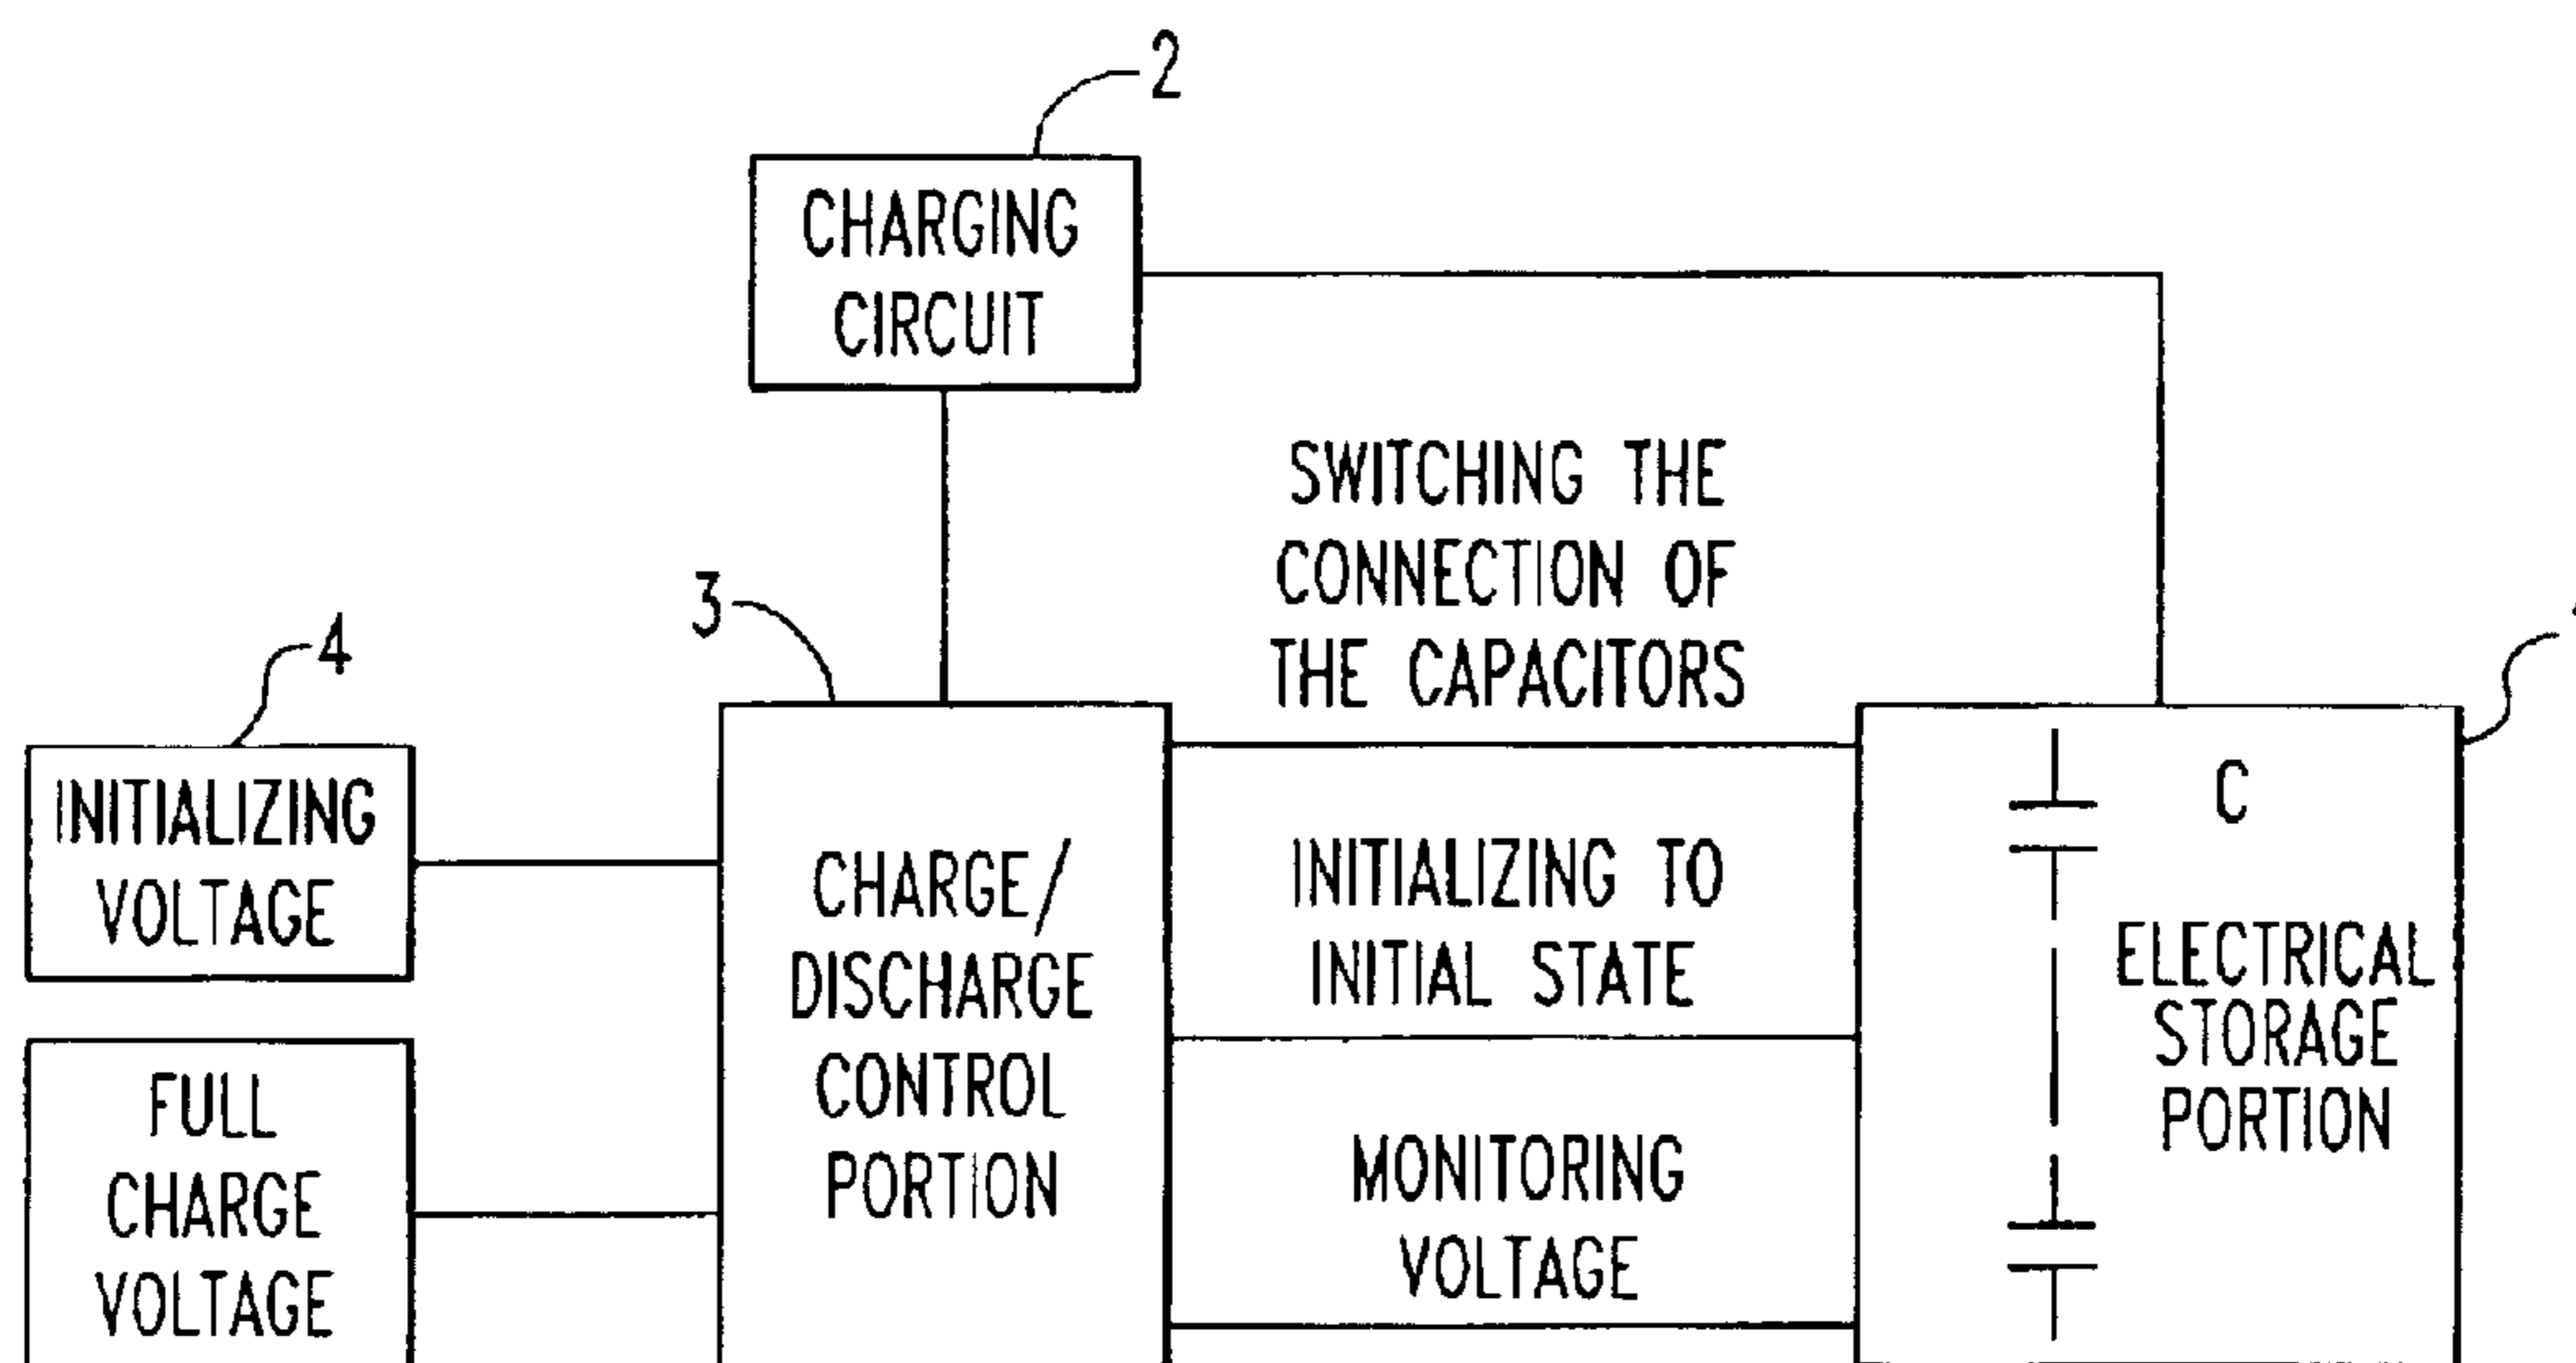 2
CHARGING
CIRCUIT
SWITCHING THE
CONNECTION OF
THE CAPACITORS
3
4
INITIALIZING
VOLTAGE
CHARGE/
DISCHARGE
CONTROL
PORTION
INITIALIZING TO
INITIAL STATE
C
ELECTRICAL
STORAGE
PORTION
FULL
CHARGE
VOLTAGE
MONITORING
VOLTAGE